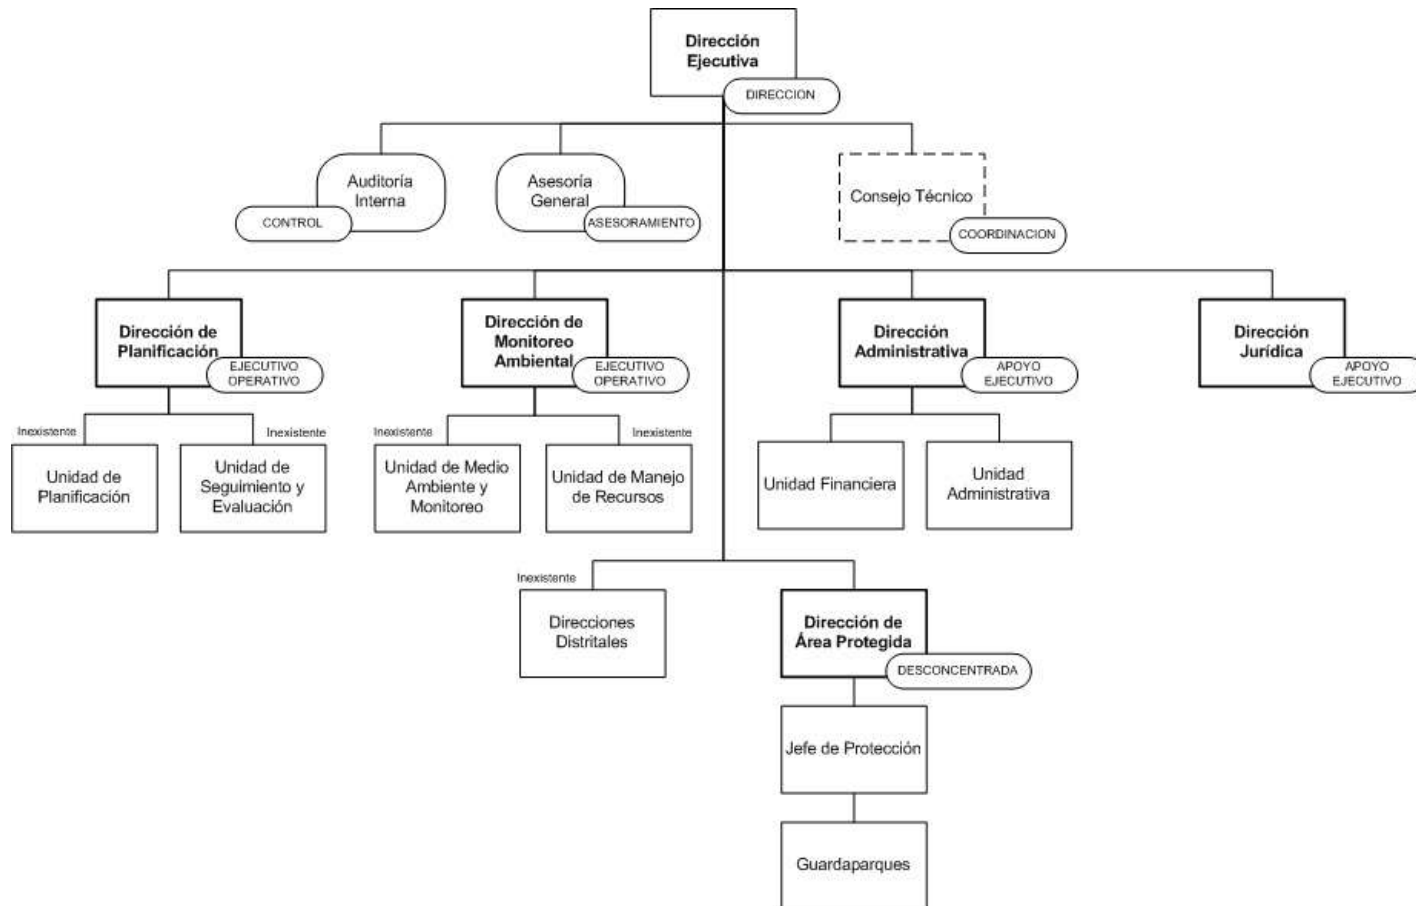 Dirección
Ejecutiva
DIRECCION
Auditoría
Interna
CONTROL
Asesoría
General
ASESORAMIENTO
Consejo Técnico
COORDINACION
Dirección de
Planificación
EJECUTIVO
OPERATIVO
Dirección de
Monitoreo
Ambiental
EJECUTIVO
OPERATIVO
Dirección
Administrativa
APOYO
EJECUTIVO
Dirección
Jurídica
APOYO
EJECUTIVO
Inexistente
Unidad de
Planificación
Inexistente
Unidad de
Seguimiento y
Evaluación
Inexistente
Unidad de Medio
Ambiente y
Monitoreo
Inexistente
Unidad de Manejo
de Recursos
Unidad Financiera
Unidad
Administrativa
Inexistente
Direcciones
Distritales
Dirección de
Área Protegida
DESCONCENTRADA
Jefe de Protección
Guardaparques